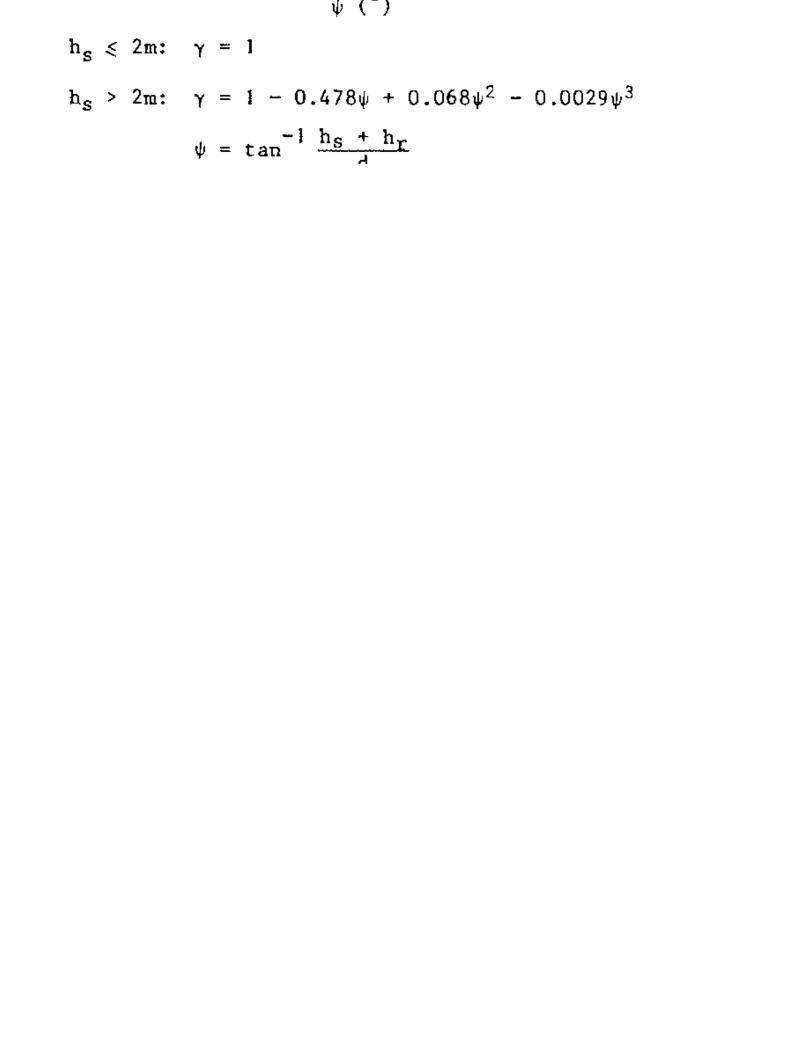 ψ (
h_s ⩽ 2m: γ = 1
h_s > 2m: γ = 1 - 0.478ψ + 0.068ψ² - 0.0029ψ³
ψ = tan⁻¹ h_s + h_r
d